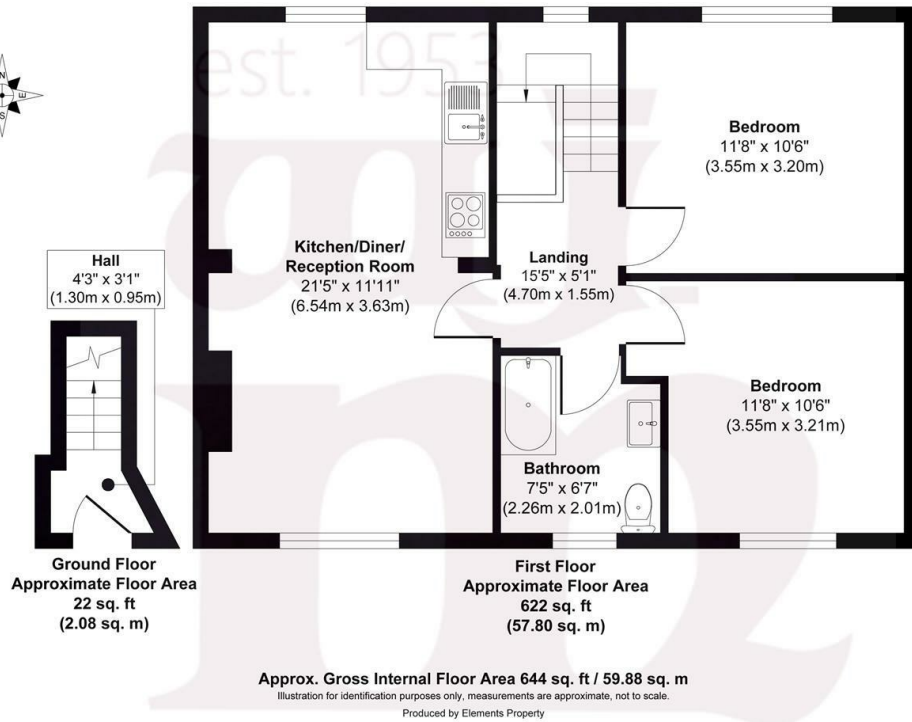 est. 1953
N
E
S
Hall
4'3" x 3'1"
(1.30m x 0.95m)
Kitchen/Diner/
Reception Room
21'5" x 11'11"
(6.54m x 3.63m)
Landing
15'5" x 5'1"
(4.70m x 1.55m)
Bedroom
11'8" x 10'6"
(3.55m x 3.20m)
Bedroom
11'8" x 10'6"
(3.55m x 3.21m)
Bathroom
7'5" x 6'7"
(2.26m x 2.01m)
Ground Floor
Approximate Floor Area
22 sq. ft
(2.08 sq. m)
First Floor
Approximate Floor Area
622 sq. ft
(57.80 sq. m)
Approx. Gross Internal Floor Area 644 sq. ft / 59.88 sq. m
Illustration for identification purposes only, measurements are approximate, not to scale.
Produced by Elements Property